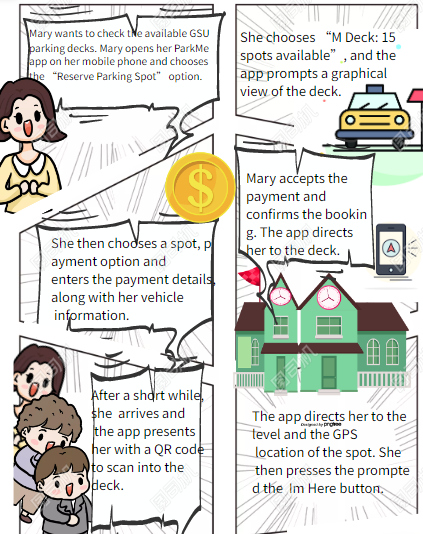 Mary wants to check the available GSU
parking decks. Mary opens her ParkMe
app on her mobile phone and chooses
the “Reserve Parking Spot” option.
She chooses “M Deck: 15
spots available”, and the
app prompts a graphical
view of the deck.
She then chooses a spot, p
ayment option and
enters the payment details,
along with her vehicle
information.
Mary accepts the
payment and
confirms the bookin
g. The app directs
her to the deck.
After a short while,
she arrives and
the app presents
her with a QR code
to scan into the
deck.
The app directs her to the
level and the GPS
location of the spot. She
then presses the prompte
d the Im Here button.
Designed by pngtree